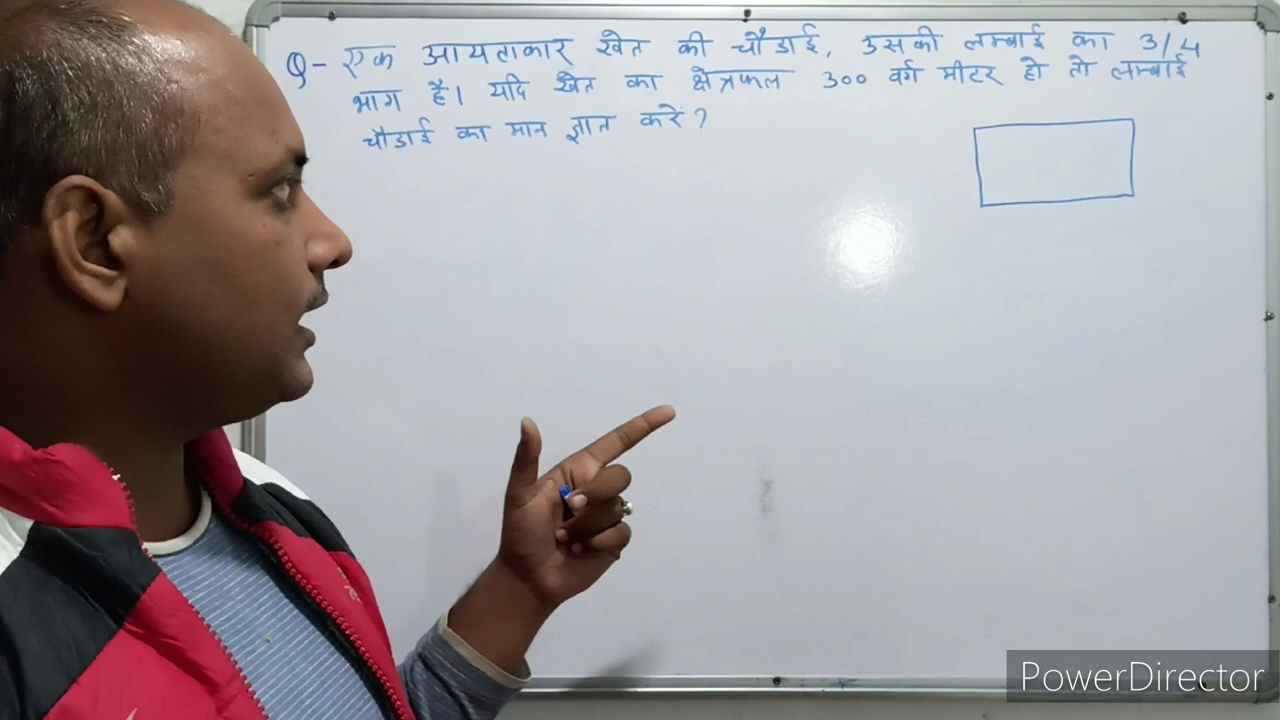 Q- एक आयताकार खेत की चौडाई, उसकी लम्बाई का 3/4
भाग है। यदि खेत का क्षेत्रफल 300 वर्ग मीटर हो तो लम्बाई
चौडाई का मान ज्ञात करें?
PowerDirector